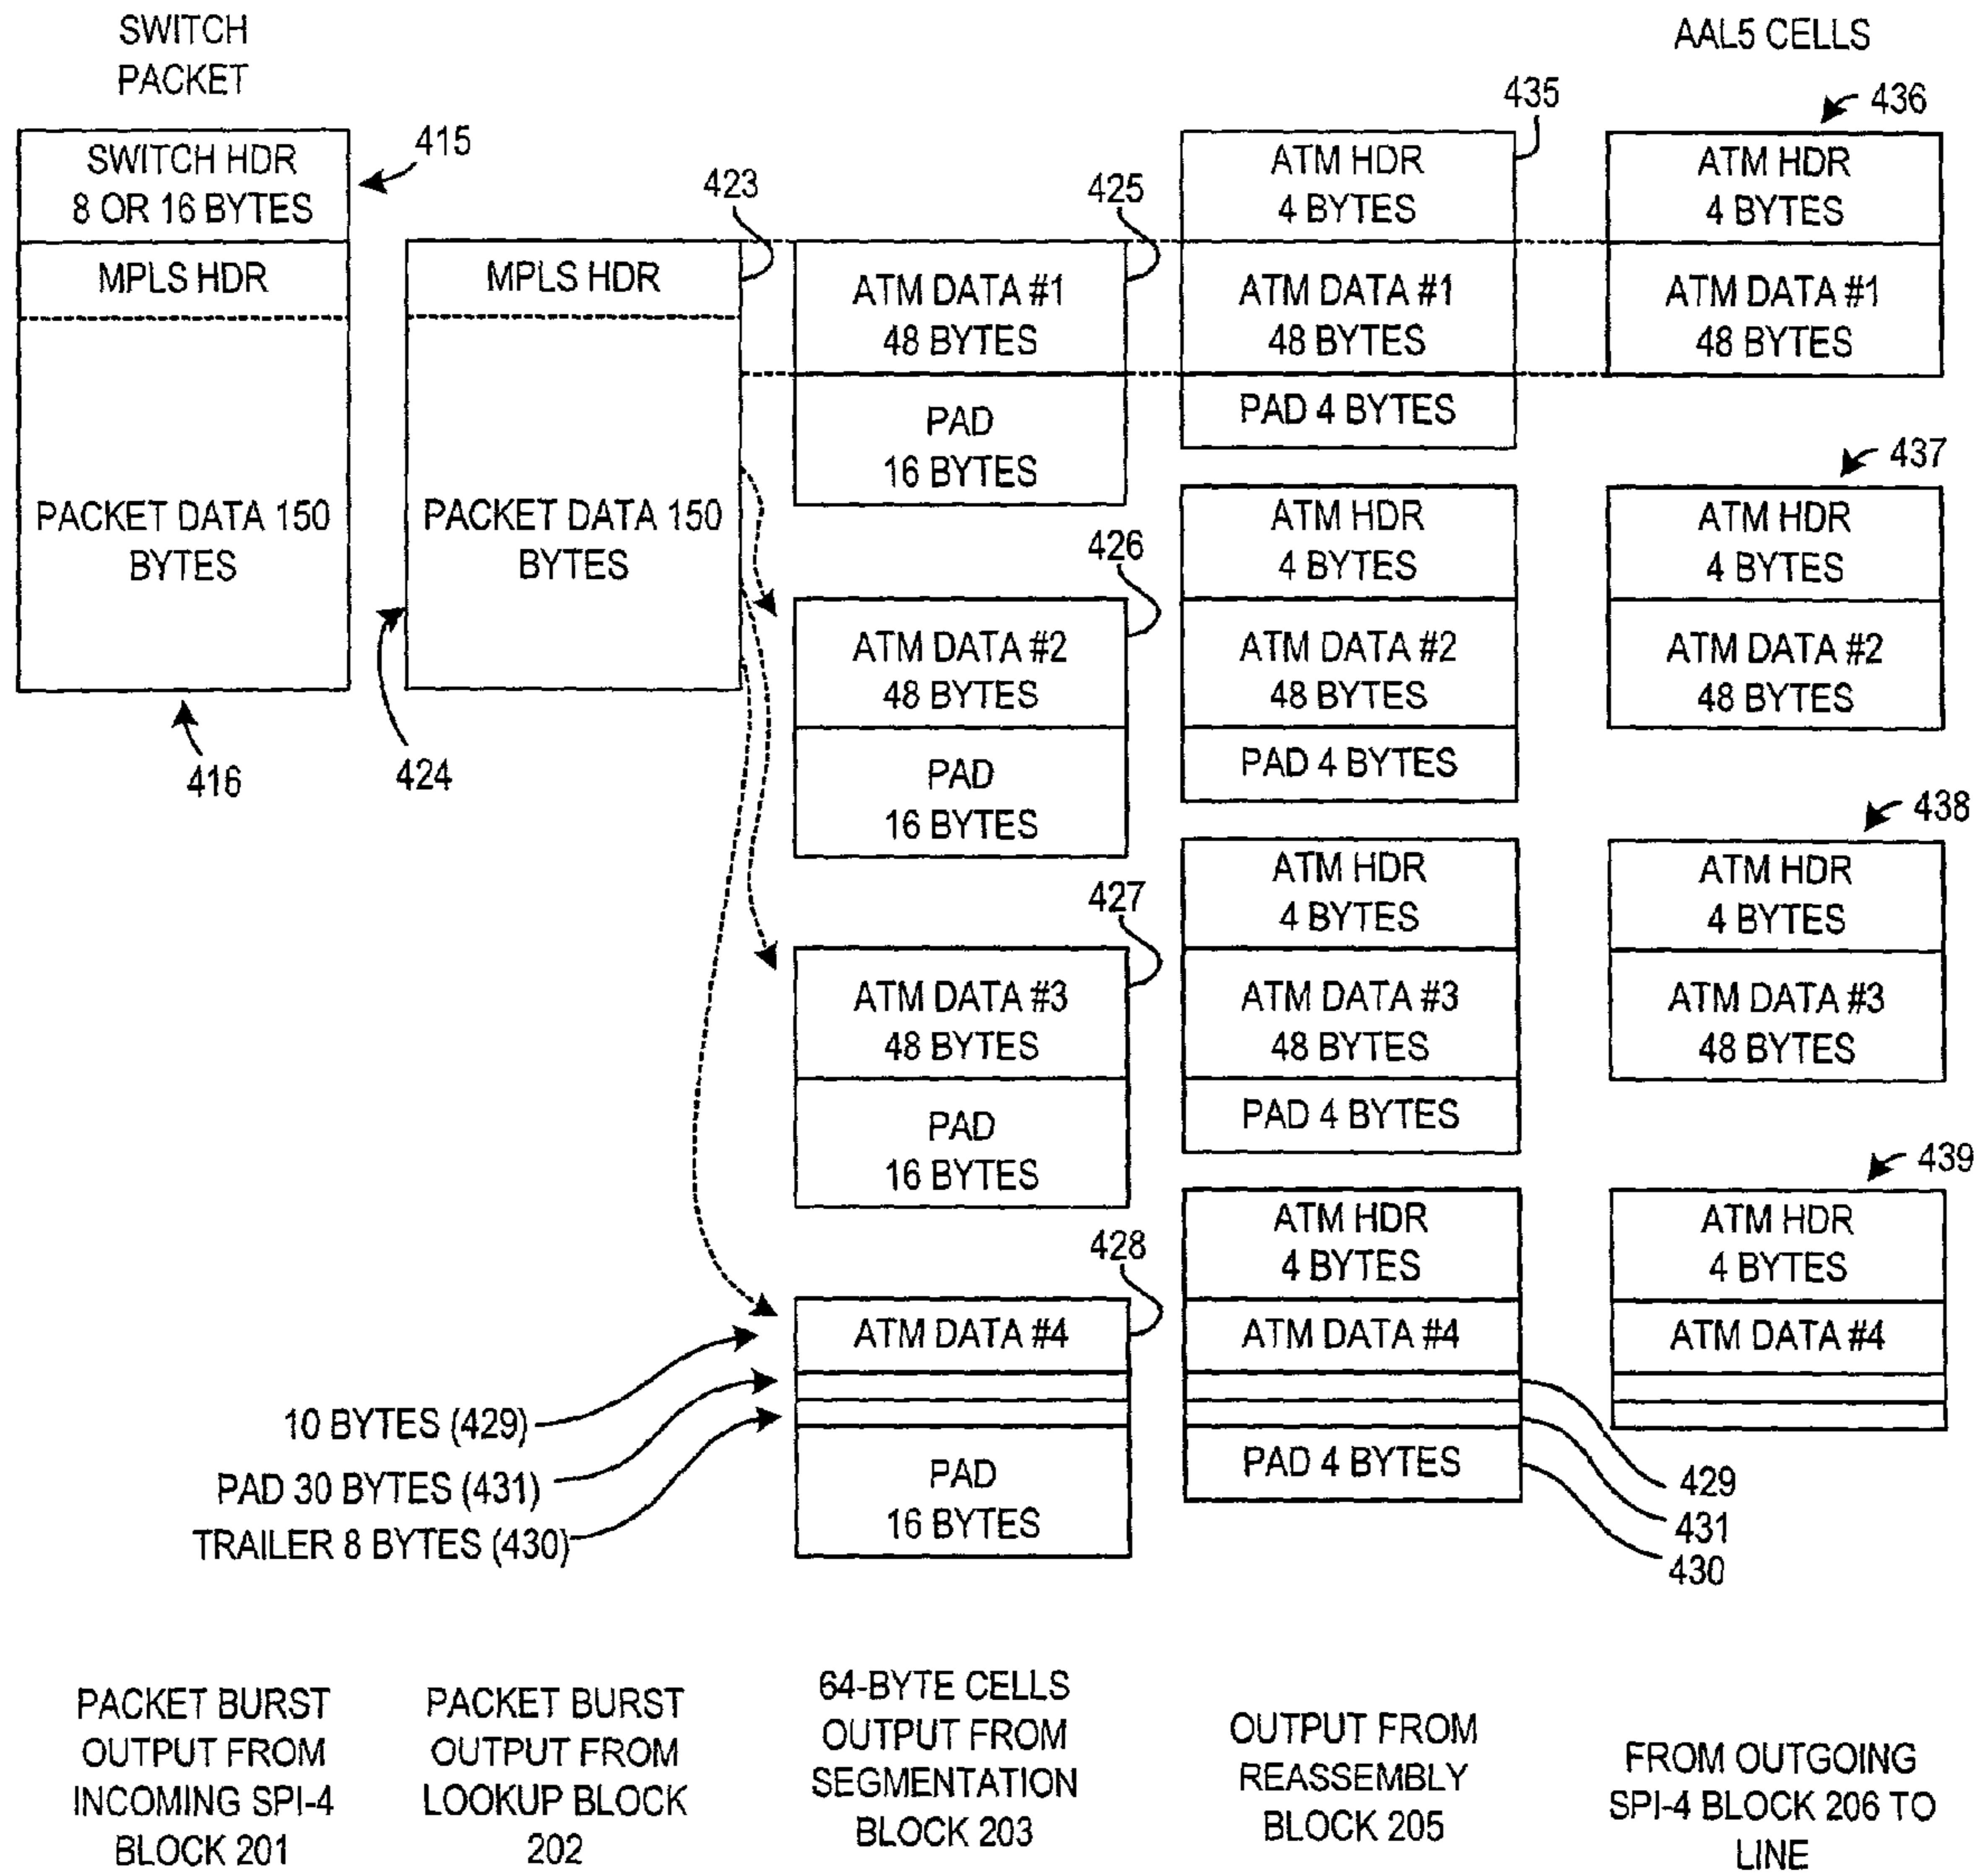 SWITCH
PACKET
AAL5 CELLS
SWITCH HDR
8 OR 16 BYTES
415
MPLS HDR
PACKET DATA 150
BYTES
416
423
MPLS HDR
PACKET DATA 150
BYTES
424
425
ATM DATA #1
48 BYTES
PAD
16 BYTES
426
ATM DATA #2
48 BYTES
PAD
16 BYTES
427
ATM DATA #3
48 BYTES
PAD
16 BYTES
428
ATM DATA #4
PAD
16 BYTES
10 BYTES (429)
PAD 30 BYTES (431)
TRAILER 8 BYTES (430)
435
ATM HDR
4 BYTES
ATM DATA #1
48 BYTES
PAD 4 BYTES
ATM HDR
4 BYTES
ATM DATA #2
48 BYTES
PAD 4 BYTES
ATM HDR
4 BYTES
ATM DATA #3
48 BYTES
PAD 4 BYTES
ATM HDR
4 BYTES
ATM DATA #4
PAD 4 BYTES
429
431
430
436
ATM HDR
4 BYTES
ATM DATA #1
48 BYTES
437
ATM HDR
4 BYTES
ATM DATA #2
48 BYTES
438
ATM HDR
4 BYTES
ATM DATA #3
48 BYTES
439
ATM HDR
4 BYTES
ATM DATA #4
PACKET BURST
OUTPUT FROM
INCOMING SPI-4
BLOCK 201
PACKET BURST
OUTPUT FROM
LOOKUP BLOCK
202
64-BYTE CELLS
OUTPUT FROM
SEGMENTATION
BLOCK 203
OUTPUT FROM
REASSEMBLY
BLOCK 205
FROM OUTGOING
SPI-4 BLOCK 206 TO
LINE